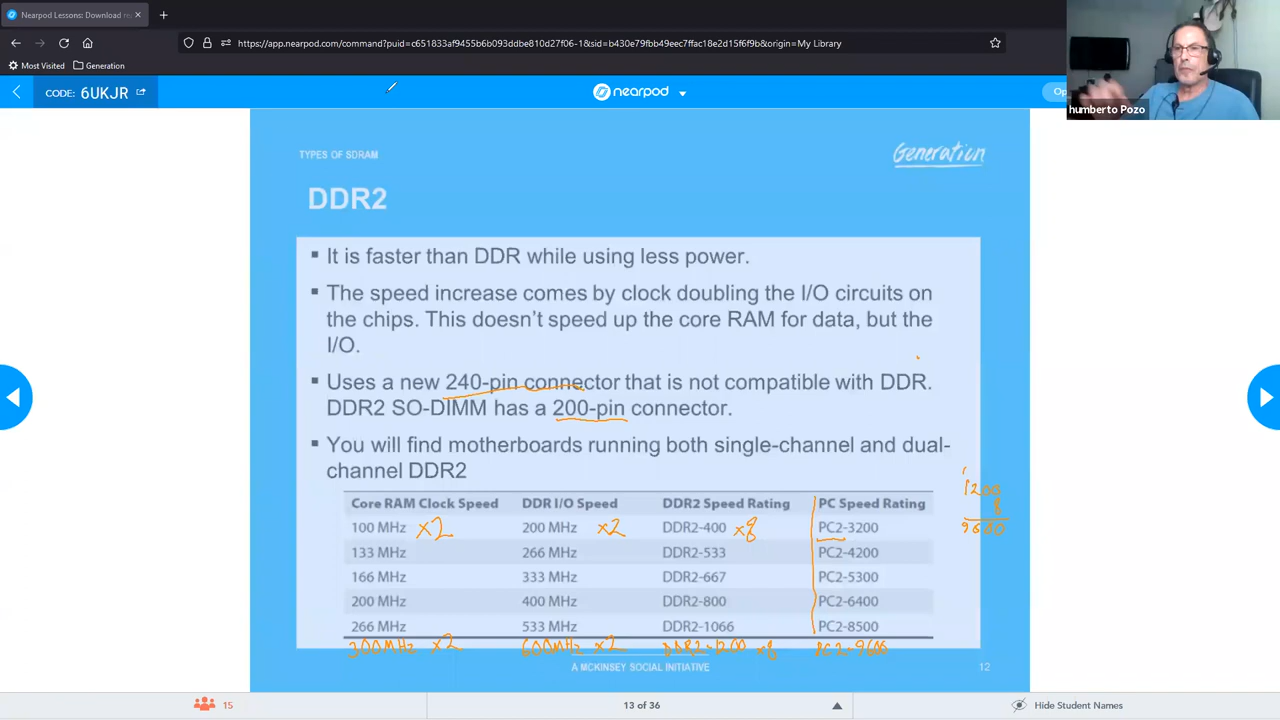 Nearpod Lessons: Download re
https://app.nearpod.com/command?puid=c651833af9455b6b093ddbe810d27f06-1&sid=b430e79fbb49eec7ffac18e2d15f6f9b&origin=My Library
Most Visited Generation
CODE: 6UKJR
nearpod
Op
humberto Pozo
TYPES OF SDRAM
Generation
DDR2
▪ It is faster than DDR while using less power.
▪ The speed increase comes by clock doubling the I/O circuits on
the chips. This doesn't speed up the core RAM for data, but the
I/O.
▪ Uses a new 240-pin connector that is not compatible with DDR.
DDR2 SO-DIMM has a 200-pin connector.
▪ You will find motherboards running both single-channel and dual-
channel DDR2
Core RAM Clock Speed DDR I/O Speed DDR2 Speed Rating PC Speed Rating
100 MHz x2 200 MHz x2 DDR2-400 x8 PC2-3200
133 MHz 266 MHz DDR2-533 PC2-4200
166 MHz 333 MHz DDR2-667 PC2-5300
200 MHz 400 MHz DDR2-800 PC2-6400
266 MHz 533 MHz DDR2-1066 PC2-8500
300MHz x2 600MHz x2 DDR2-1200 x8 PC2-9600
1
1200
8
9600
A MCKINSEY SOCIAL INITIATIVE 12
15 13 of 36 Hide Student Names